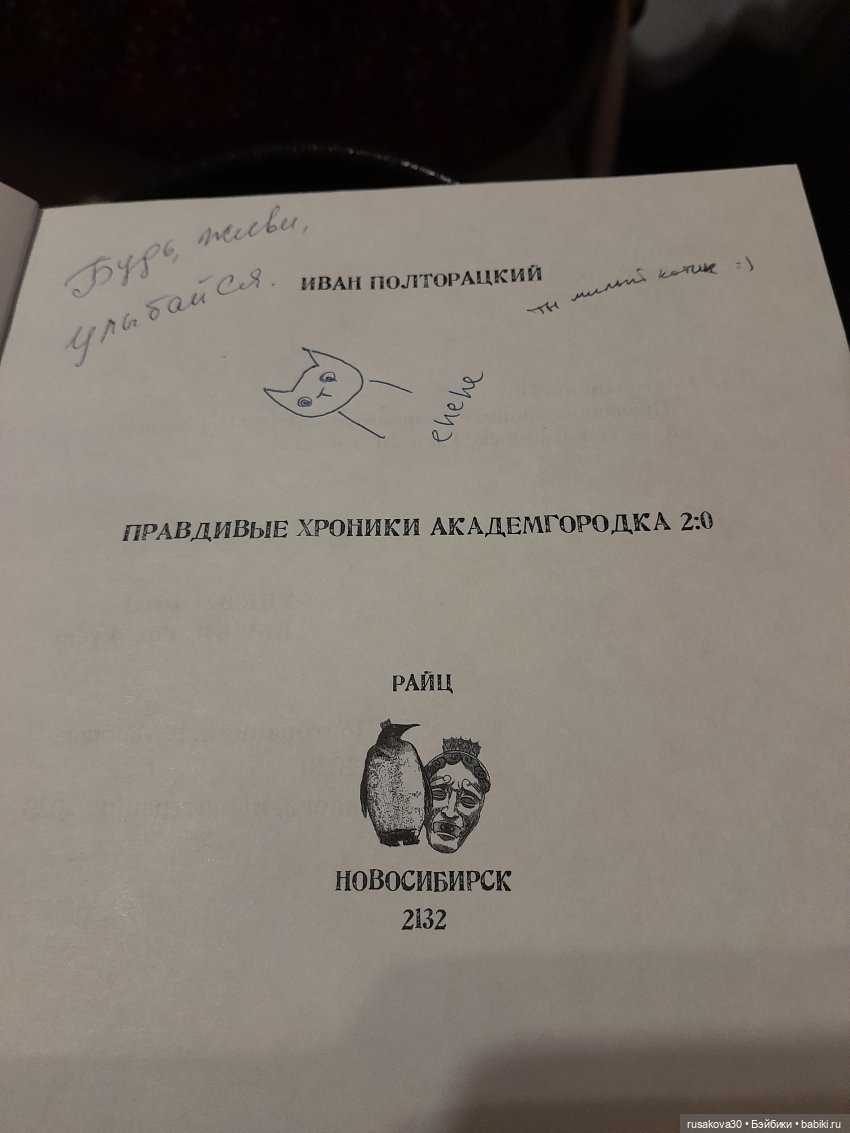 Будь, живи,
улыбайся.
ИВАН ПОЛТОРАЦКИЙ
ты милый котик :)
ehehe
ПРАВДИВЫЕ ХРОНИКИ АКАДЕМГОРОДКА 2:0
РАЙЦ
НОВОСИБИРСК
2132
rusakova30 • Бэйбики • babiki.ru